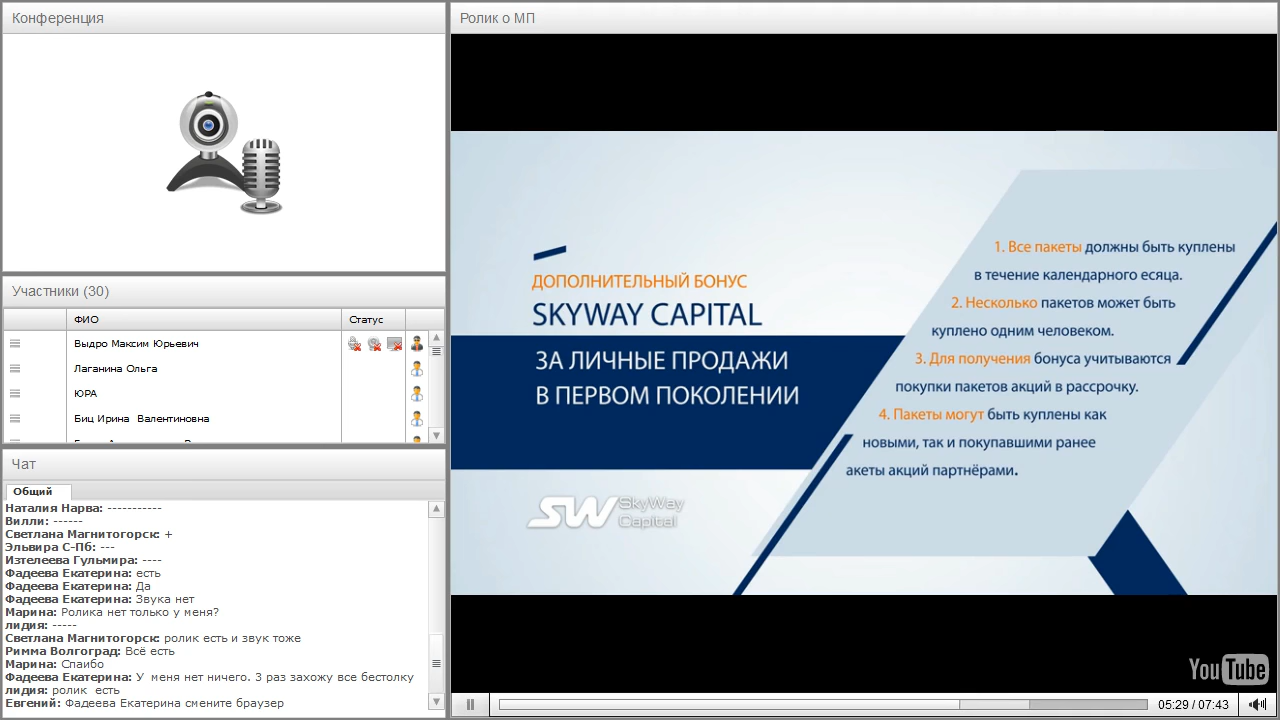 Конференция
Участники (30)
ФИО
Статус
Выдро Максим Юрьевич
Лаганина Ольга
ЮРА
Биц Ирина Валентиновна
Чат
Общий
Наталия Нарва: -----------
Вилли: ------
Светлана Магнитогорск: +
Эльвира С-Пб: ---
Изтелеева Гульмира: ----
Фадеева Екатерина: есть
Фадеева Екатерина: Да
Фадеева Екатерина: Звука нет
Марина: Ролика нет только у меня?
лидия: -----
Светлана Магнитогорск: ролик есть и звук тоже
Римма Волгоград: Всё есть
Марина: Спаибо
Фадеева Екатерина: У меня нет ничего. 3 раз захожу все бестолку
лидия: ролик есть
Евгений: Фадеева Екатерина смените браузер
Ролик о МП
ДОПОЛНИТЕЛЬНЫЙ БОНУС
SKYWAY CAPITAL
ЗА ЛИЧНЫЕ ПРОДАЖИ
В ПЕРВОМ ПОКОЛЕНИИ
SW SkyWay
Capital
1. Все пакеты должны быть куплены
в течение календарного есяца.
2. Несколько пакетов может быть
куплено одним человеком.
3. Для получения бонуса учитываются
покупки пакетов акций в рассрочку.
4. Пакеты могут быть куплены как
новыми, так и покупавшими ранее
акеты акций партнёрами.
YouTube
05:29 / 07:43